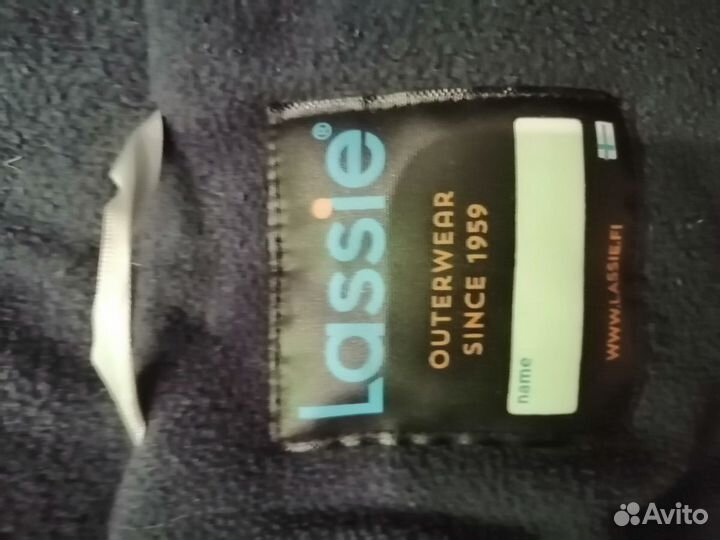 Lassie®
OUTERWEAR
SINCE 1959
name
WWW.LASSIE.FI
Avito